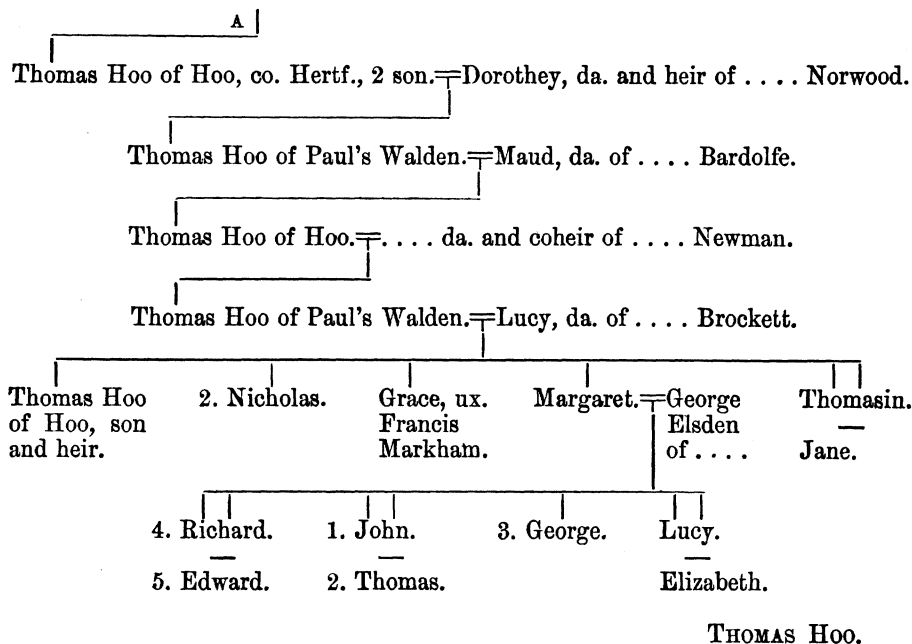 A
Thomas Hoo of Hoo, co. Hertf., 2 son.=Dorothey, da. and heir of . . . . Norwood.
Thomas Hoo of Paul's Walden.=Maud, da. of . . . . Bardolfe.
Thomas Hoo of Hoo.=. . . . da. and coheir of . . . . Newman.
Thomas Hoo of Paul's Walden.=Lucy, da. of . . . . Brockett.
Thomas Hoo
of Hoo, son
and heir.
2. Nicholas.
Grace, ux.
Francis
Markham.
Margaret.=George
Elsden
of . . . .
Thomasin.
—
Jane.
4. Richard.
—
5. Edward.
1. John.
—
2. Thomas.
3. George.
Lucy.
—
Elizabeth.
THOMAS HOO.